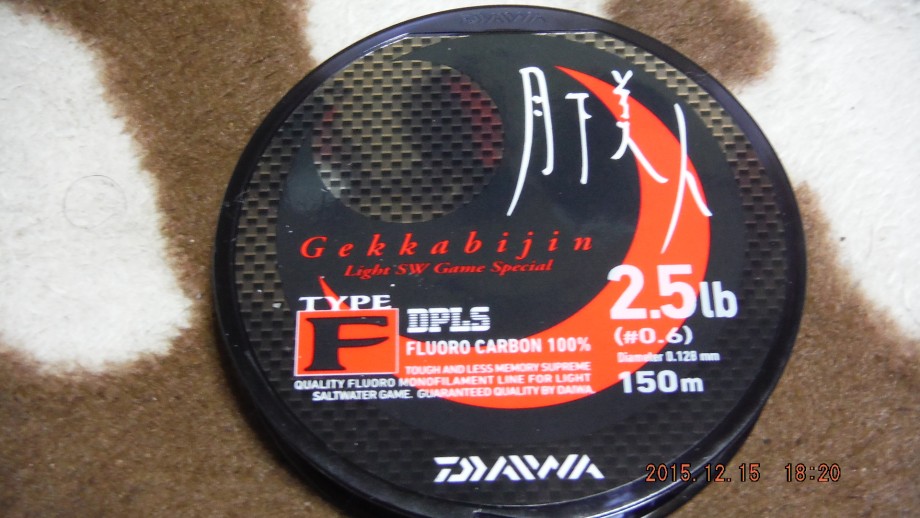 DAIWA
月下美人
Gekkabijin
Light SW Game Special
TYPE
F
DPLS
FLUORO CARBON 100%
TOUGH AND LESS MEMORY SUPREME
QUALITY FLUORO MONOFILAMENT LINE FOR LIGHT
SALTWATER GAME. GUARANTEED QUALITY BY DAIWA.
2.5lb
(#0.6)
Diameter 0.128 mm
150m
DAIWA
2015.12.15 18:20